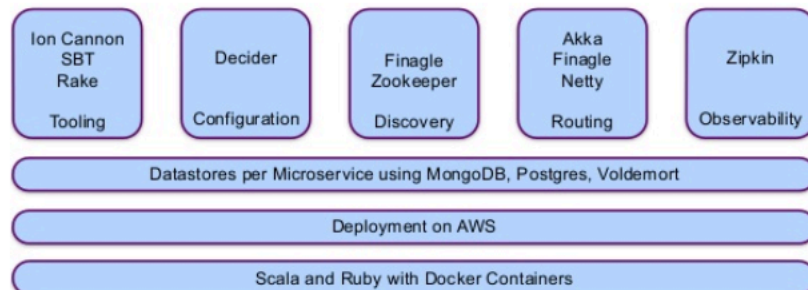 Ion Cannon
SBT
Rake
Tooling
Decider
Configuration
Finagle
Zookeeper
Discovery
Akka
Finagle
Netty
Routing
Zipkin
Observability
Datastores per Microservice using MongoDB, Postgres, Voldemort
Deployment on AWS
Scala and Ruby with Docker Containers